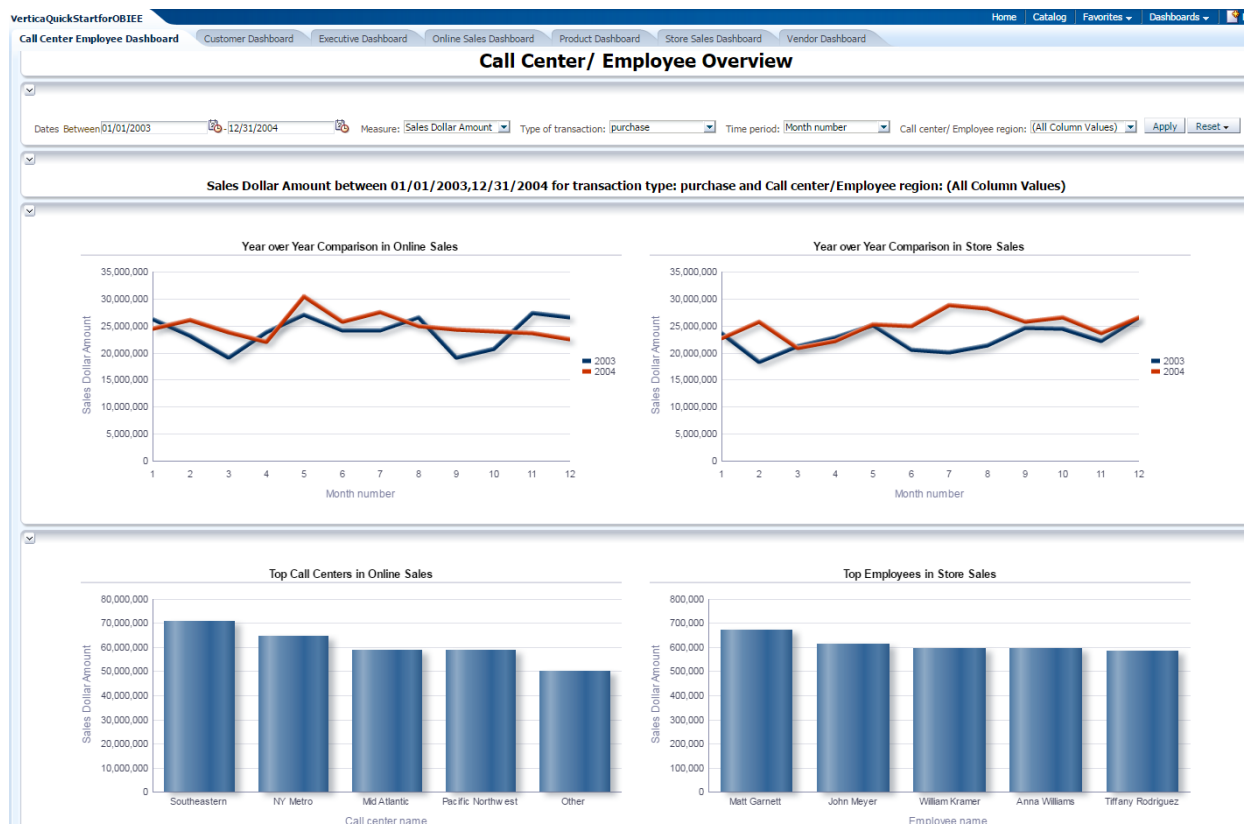 VerticaQuickStartforOBIEE
Home Catalog Favorites Dashboards
Call Center Employee Dashboard Customer Dashboard Executive Dashboard Online Sales Dashboard Product Dashboard Store Sales Dashboard Vendor Dashboard
Call Center/ Employee Overview
Dates Between 01/01/2003 - 12/31/2004 Measure: Sales Dollar Amount Type of transaction: purchase Time period: Month number Call center/ Employee region: (All Column Values) Apply Reset
Sales Dollar Amount between 01/01/2003,12/31/2004 for transaction type: purchase and Call center/Employee region: (All Column Values)
Year over Year Comparison in Online Sales
35,000,000
30,000,000
25,000,000
20,000,000
15,000,000
10,000,000
5,000,000
0
Sales Dollar Amount
1 2 3 4 5 6 7 8 9 10 11 12
Month number
2003
2004
Year over Year Comparison in Store Sales
35,000,000
30,000,000
25,000,000
20,000,000
15,000,000
10,000,000
5,000,000
0
Sales Dollar Amount
1 2 3 4 5 6 7 8 9 10 11 12
Month number
2003
2004
Top Call Centers in Online Sales
80,000,000
70,000,000
60,000,000
50,000,000
40,000,000
30,000,000
20,000,000
10,000,000
0
Sales Dollar Amount
Southeastern NY Metro Mid Atlantic Pacific Northwest Other
Call center name
Top Employees in Store Sales
800,000
700,000
600,000
500,000
400,000
300,000
200,000
100,000
0
Sales Dollar Amount
Matt Garnett John Meyer William Kramer Anna Williams Tiffany Rodriguez
Employee name